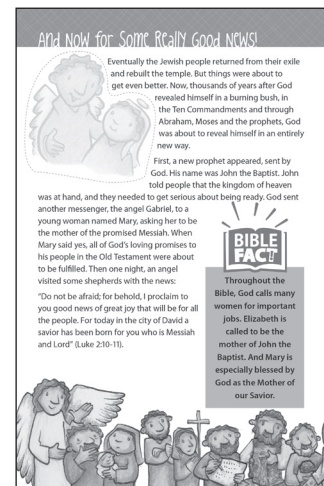 And Now for Some Really Good News!
Eventually the Jewish people returned from their exile
and rebuilt the temple. But things were about to
get even better. Now, thousands of years after God
revealed himself in a burning bush, in
the Ten Commandments and through
Abraham, Moses and the prophets, God
was about to reveal himself in an entirely
new way.
First, a new prophet appeared, sent by
God. His name was John the Baptist. John
told people that the kingdom of heaven
was at hand, and they needed to get serious about being ready. God sent
another messenger, the angel Gabriel, to a
young woman named Mary, asking her to be
the mother of the promised Messiah. When
Mary said yes, all of God's loving promises to
his people in the Old Testament were about
to be fulfilled. Then one night, an angel
visited some shepherds with the news:
"Do not be afraid; for behold, I proclaim to
you good news of great joy that will be for all
the people. For today in the city of David a
savior has been born for you who is Messiah
and Lord" (Luke 2:10-11).
BIBLE
FACT
Throughout the
Bible, God calls many
women for important
jobs. Elizabeth is
called to be the
mother of John the
Baptist. And Mary is
especially blessed by
God as the Mother of
our Savior.